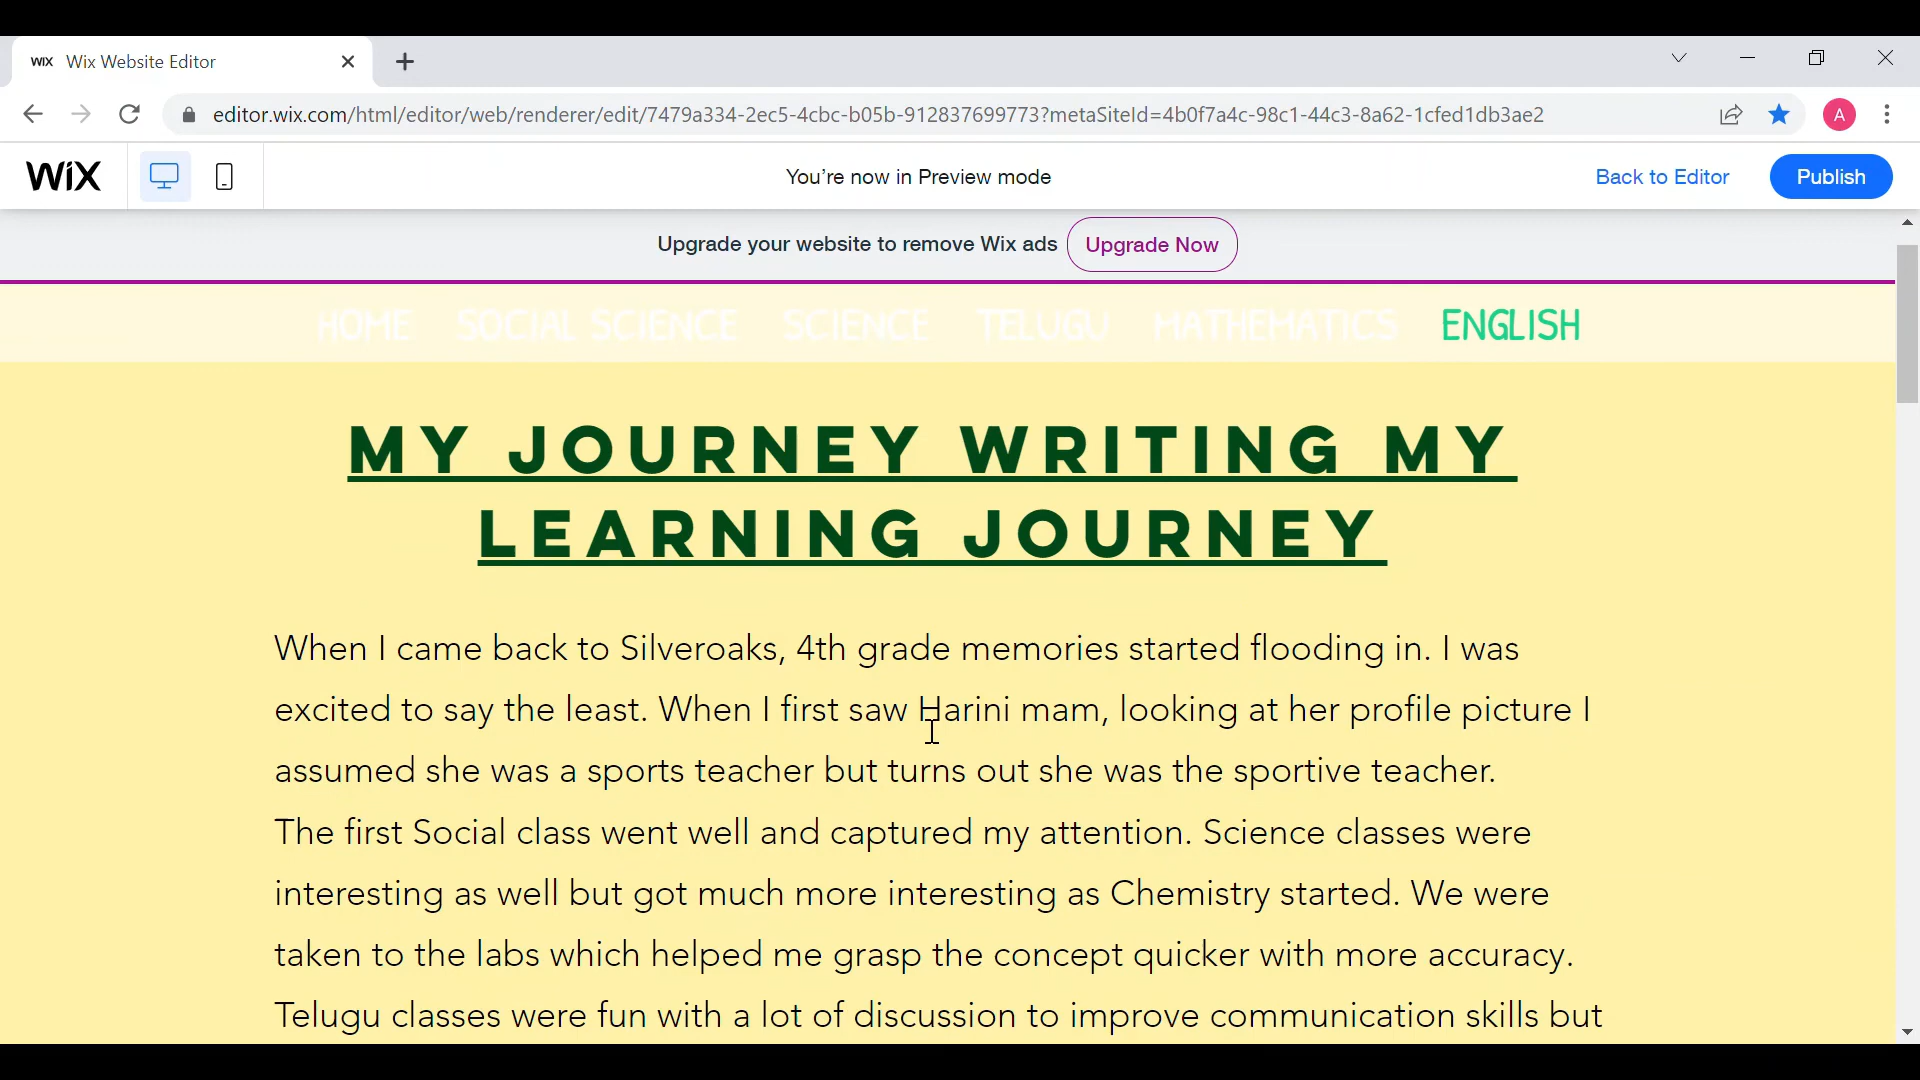 WiX Wix Website Editor
editor.wix.com/html/editor/web/renderer/edit/7479a334-2ec5-4cbc-b05b-912837699773?metaSiteId=4b0f7a4c-98c1-44c3-8a62-1cfed1db3ae2 A
WiX You're now in Preview mode Back to Editor Publish
Upgrade your website to remove Wix ads Upgrade Now
HOME SOCIAL SCIENCE SCIENCE TELUGU MATHEMATICS ENGLISH
MY JOURNEY WRITING MY
LEARNING JOURNEY
When I came back to Silveroaks, 4th grade memories started flooding in. I was
excited to say the least. When I first saw Harini mam, looking at her profile picture I
assumed she was a sports teacher but turns out she was the sportive teacher.
The first Social class went well and captured my attention. Science classes were
interesting as well but got much more interesting as Chemistry started. We were
taken to the labs which helped me grasp the concept quicker with more accuracy.
Telugu classes were fun with a lot of discussion to improve communication skills but